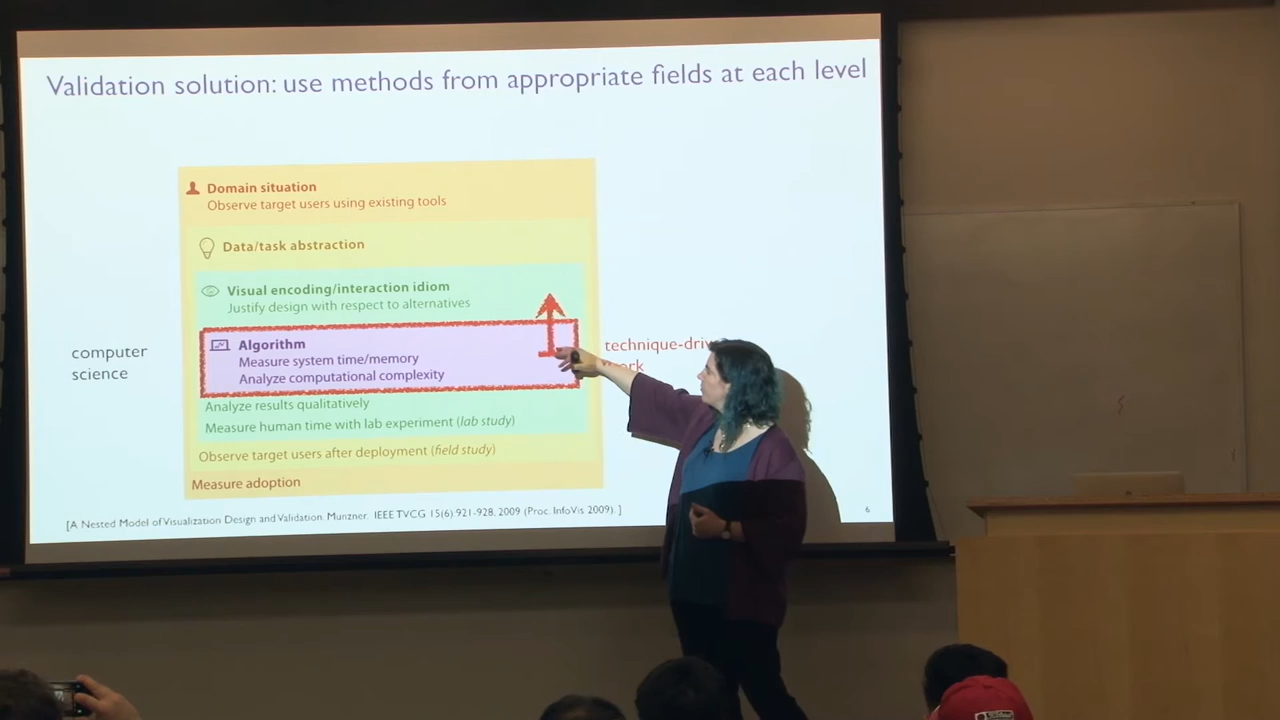 Validation solution: use methods from appropriate fields at each level
Domain situation
Observe target users using existing tools
Data/task abstraction
Visual encoding/interaction idiom
Justify design with respect to alternatives
Algorithm
Measure system time/memory
Analyze computational complexity
computer
science
technique-driv
ork
Analyze results qualitatively
Measure human time with lab experiment (lab study)
Observe target users after deployment (field study)
Measure adoption
[A Nested Model of Visualization Design and Validation. Munzner. IEEE TVCG 15(6) 921-928, 2009 (Proc. InfoVis 2009). ]
6